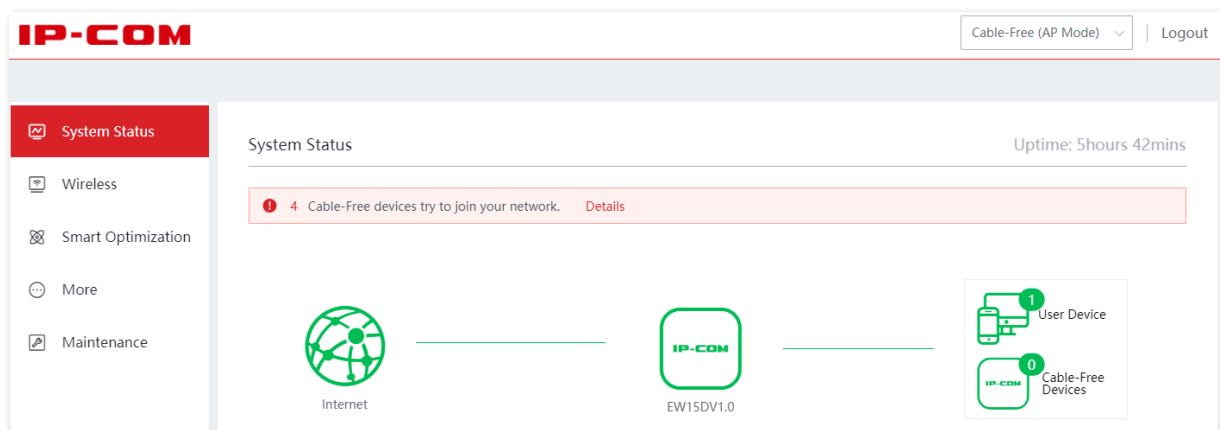 IP-COM
Cable-Free (AP Mode)
Logout
System Status
Wireless
Smart Optimization
More
Maintenance
System Status
Uptime: 5hours 42mins
4 Cable-Free devices try to join your network. Details
Internet
IP-COM
EW15DV1.0
1
User Device
0
IP-COM
Cable-Free
Devices